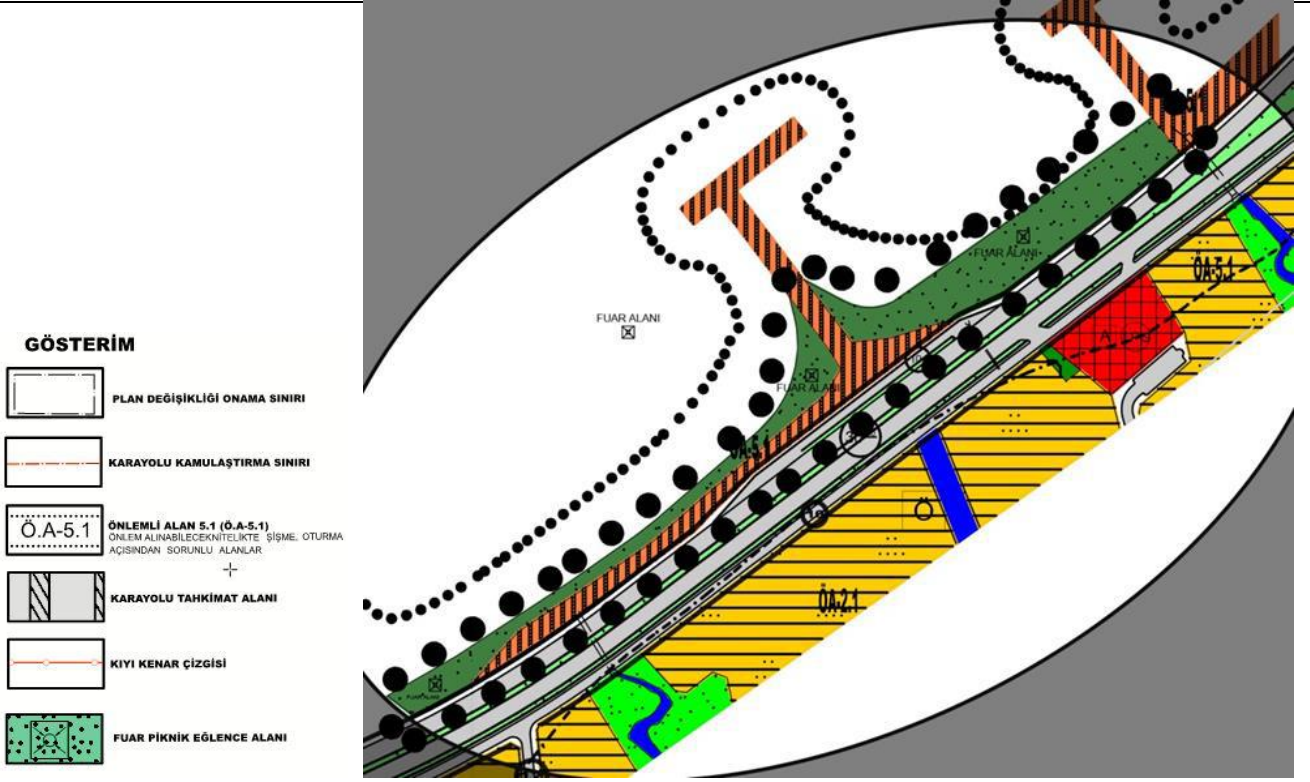 GÖSTERİM
PLAN DEĞİŞİKLİĞİ ONAMA SINIRI
KARAYOLU KAMULAŞTIRMA SINIRI
Ö.A-5.1
ÖNLEMLİ ALAN 5.1 (Ö.A-5.1)
ÖNLEM ALINABİLECEKNİTELİKTE ŞİŞME, OTURMA
AÇISINDAN SORUNLU ALANLAR
KARAYOLU TAHKİMAT ALANI
KIYI KENAR ÇİZGİSİ
FUAR PİKNİK EĞLENCE ALANI
FUAR ALANI
FUAR ALANI
FUAR ALANI
FUAR ALANI
ÖA-5.1
ÖA-5.1
Ö
ÖA-2.1